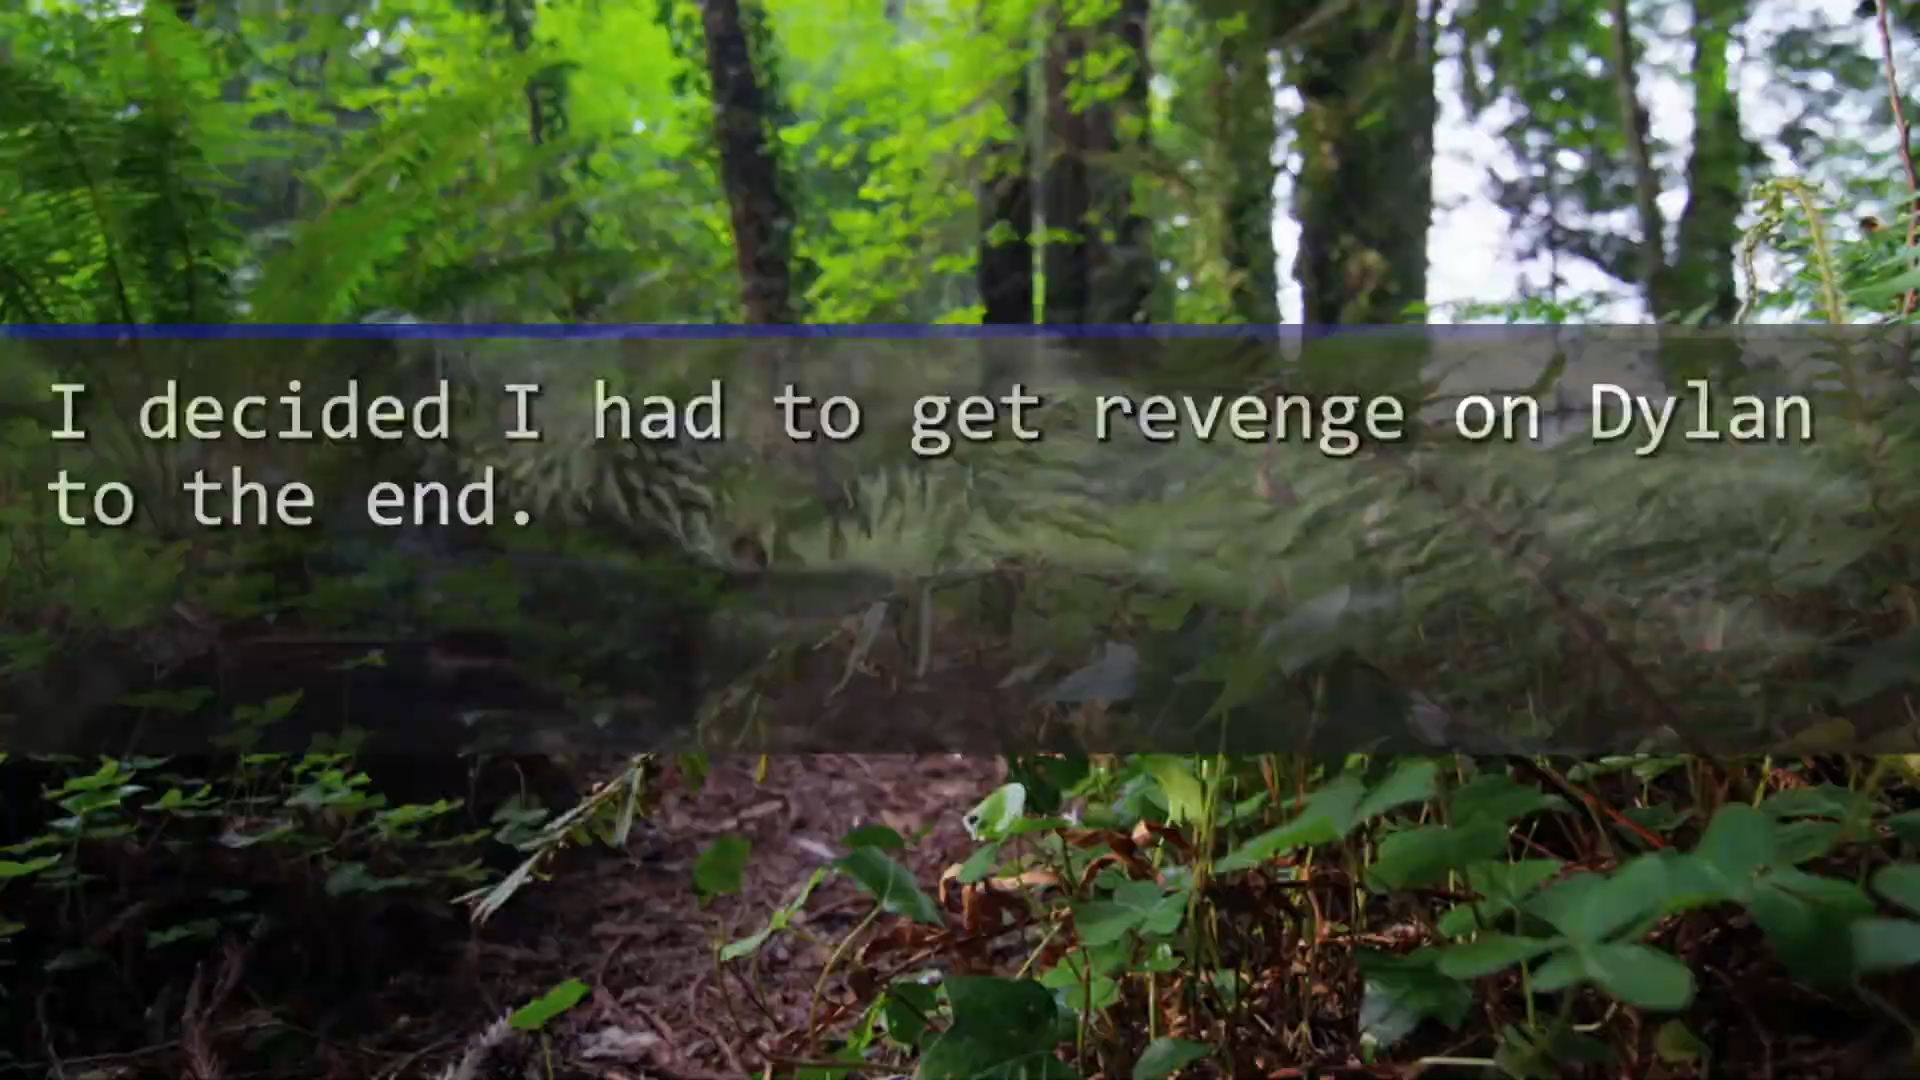 I decided I had to get revenge on Dylan
to the end.